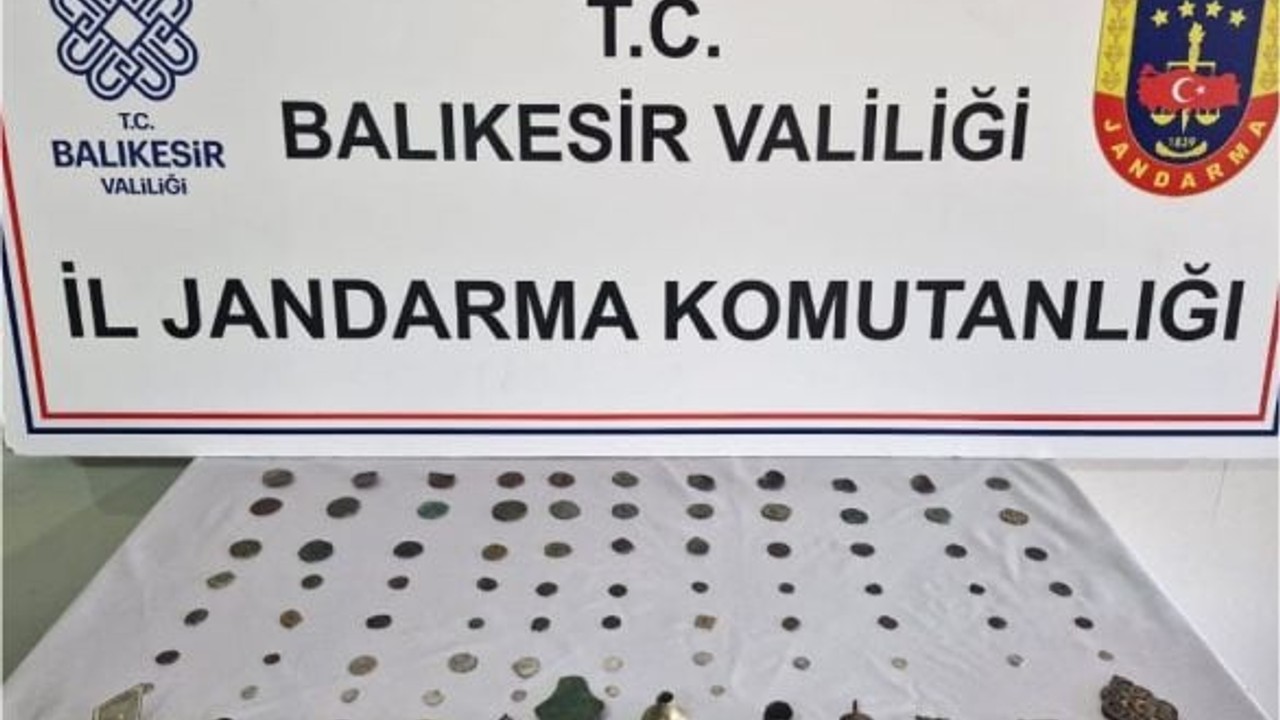 T.C.
BALIKESİR VALİLİĞİ
İL JANDARMA KOMUTANLIĞI
T.C.
BALIKESİR
VALİLİĞİ
1839
JANDARMA